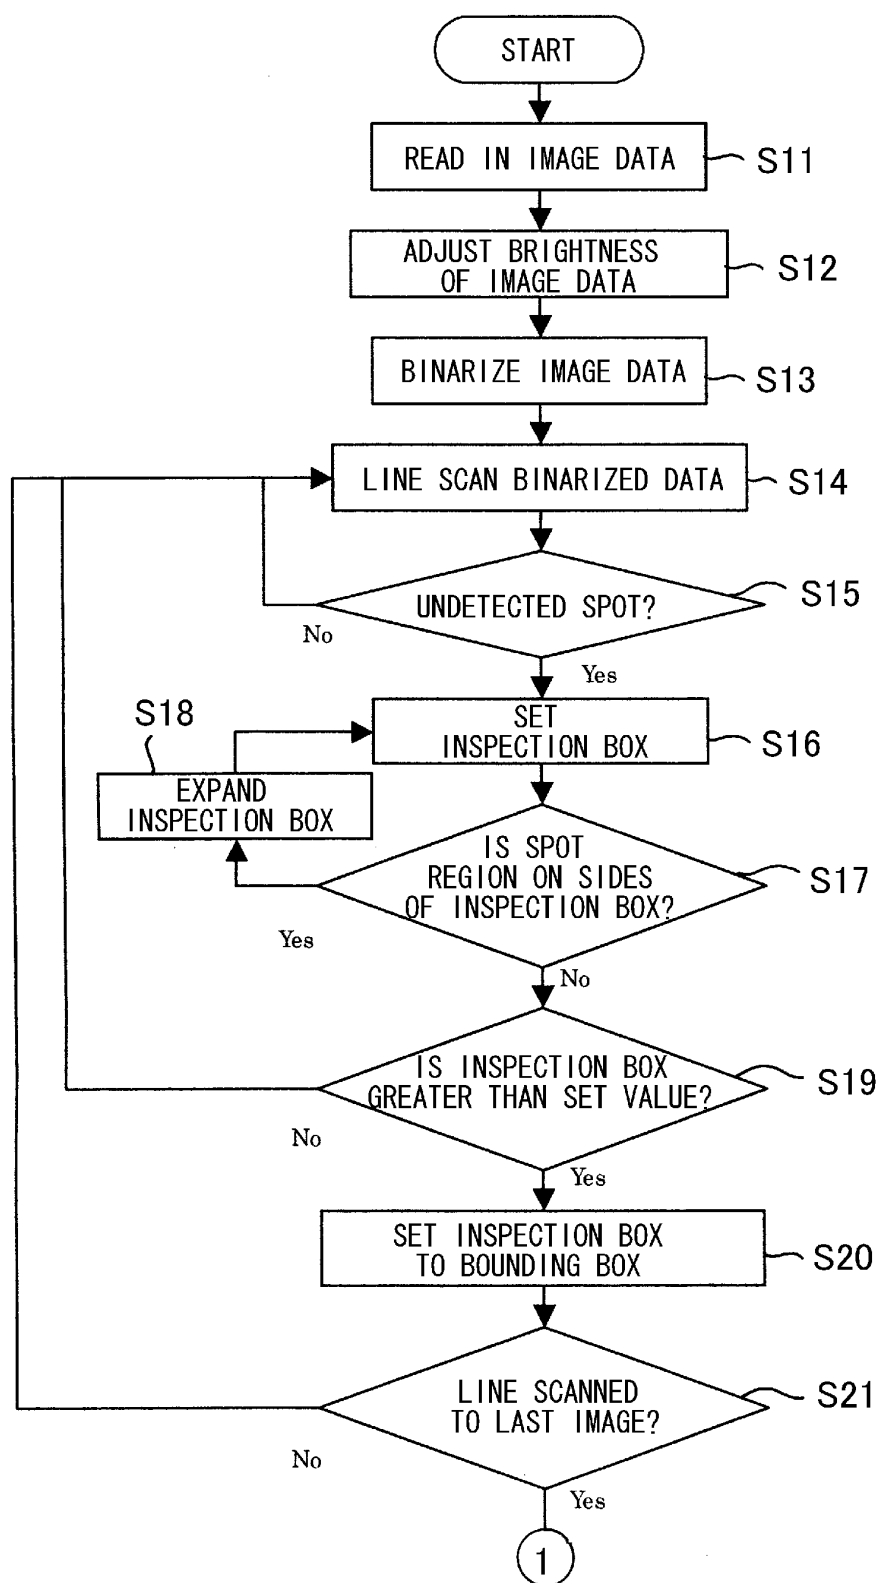 START
READ IN IMAGE DATA
S11
ADJUST BRIGHTNESS
OF IMAGE DATA
S12
BINARIZE IMAGE DATA
S13
LINE SCAN BINARIZED DATA
S14
UNDETECTED SPOT?
S15
No
Yes
SET
INSPECTION BOX
S16
S18
EXPAND
INSPECTION BOX
IS SPOT
REGION ON SIDES
OF INSPECTION BOX?
S17
Yes
No
IS INSPECTION BOX
GREATER THAN SET VALUE?
S19
No
Yes
SET INSPECTION BOX
TO BOUNDING BOX
S20
LINE SCANNED
TO LAST IMAGE?
S21
No
Yes
1